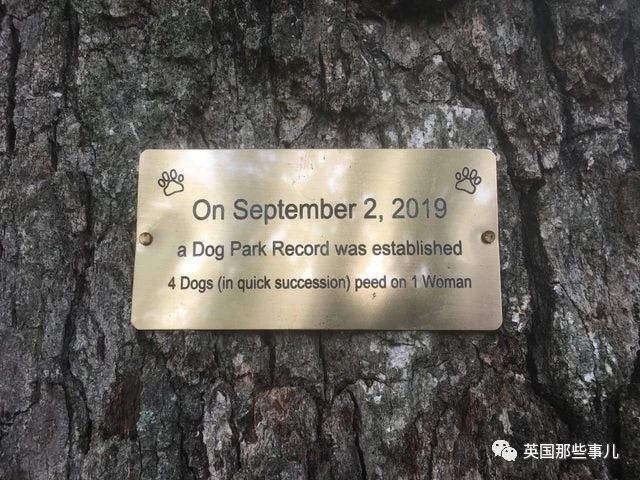 On September 2, 2019
a Dog Park Record was established
4 Dogs (in quick succession) peed on 1 Woman
英国那些事儿